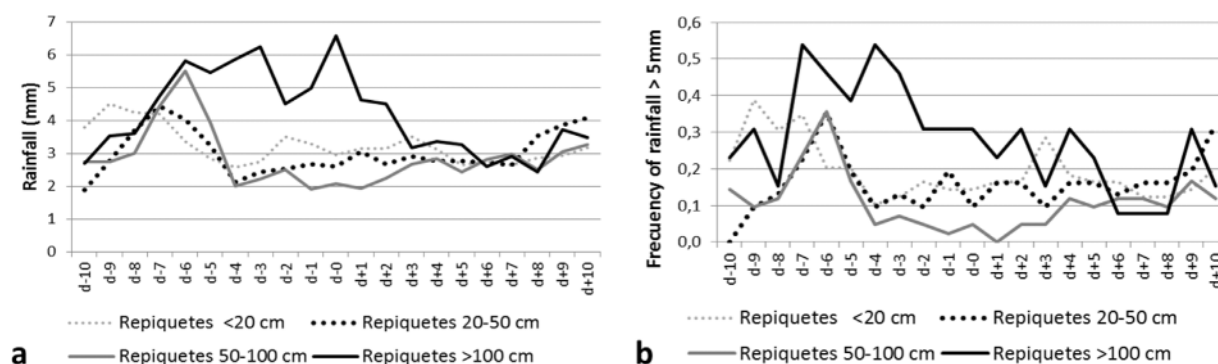 Rainfall (mm)
7
6
5
4
3
2
1
0
d-10
d-9
d-8
d-7
d-6
d-5
d-4
d-3
d-2
d-1
d-0
d+1
d+2
d+3
d+4
d+5
d+6
d+7
d+8
d+9
d+10
Repiquetes <20 cm
Repiquetes 20-50 cm
Repiquetes 50-100 cm
Repiquetes >100 cm
a
Frecuency of rainfall > 5mm
0,6
0,5
0,4
0,3
0,2
0,1
0,0
d-10
d-9
d-8
d-7
d-6
d-5
d-4
d-3
d-2
d-1
d-0
d+1
d+2
d+3
d+4
d+5
d+6
d+7
d+8
d+9
d+10
Repiquetes <20 cm
Repiquetes 20-50 cm
Repiquetes 50-100 cm
Repiquetes >100 cm
b